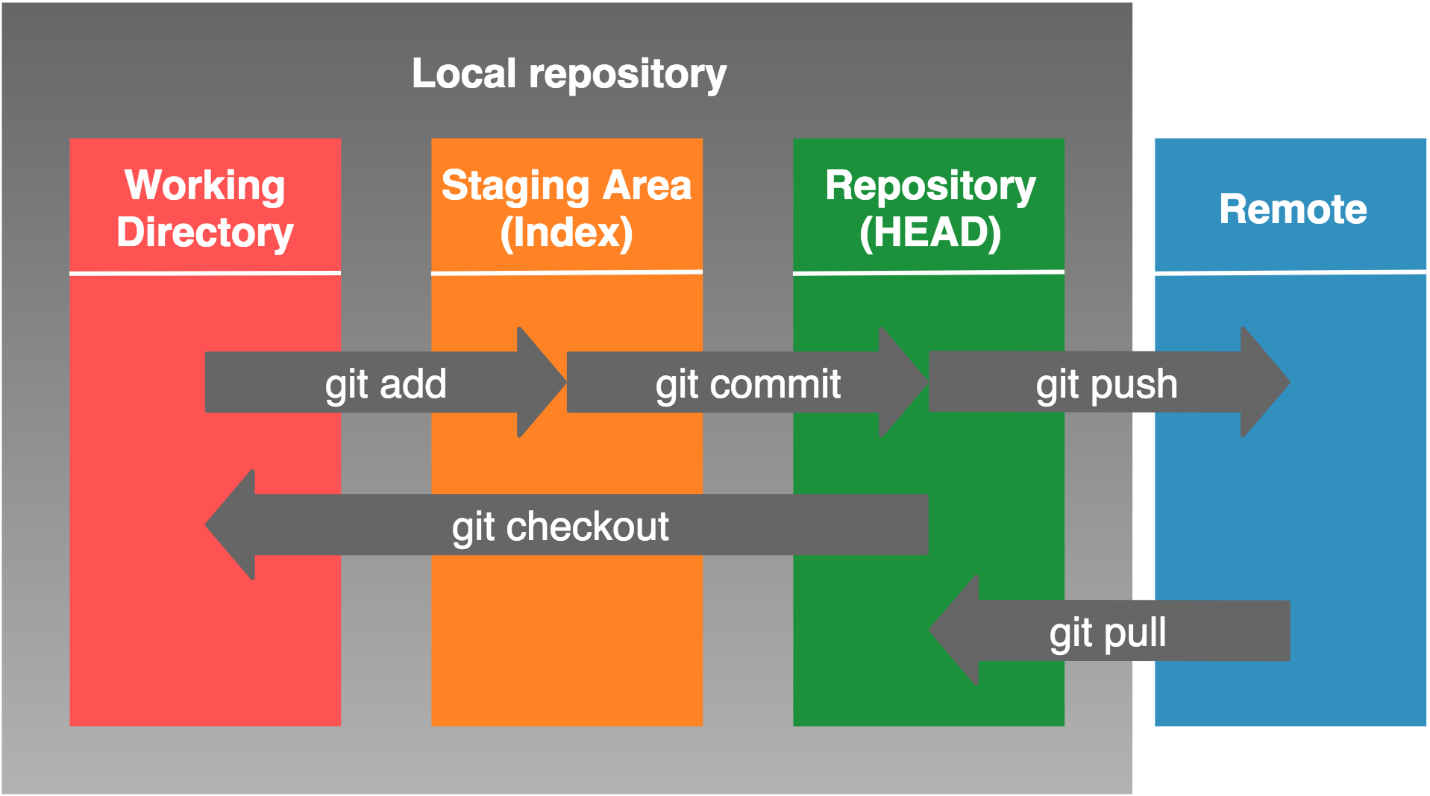 Local repository
Working
Directory
Staging Area
(Index)
Repository
(HEAD)
Remote
git add
git commit
git push
git checkout
git pull